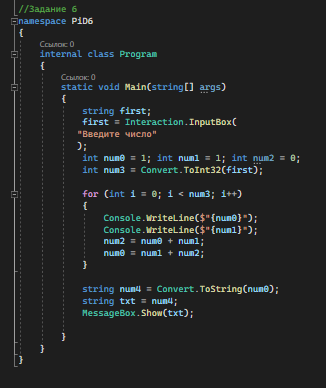 //Задание 6
namespace PiD6
{
Ссылок: 0
internal class Program
{
Ссылок: 0
static void Main(string[] args)
{
string first;
first = Interaction.InputBox(
"Введите число"
);
int num0 = 1; int num1 = 1; int num2 = 0;
int num3 = Convert.ToInt32(first);
for (int i = 0; i < num3; i++)
{
Console.WriteLine($"{num0}");
Console.WriteLine($"{num1}");
num2 = num0 + num1;
num0 = num1 + num2;
}
string num4 = Convert.ToString(num0);
string txt = num4;
MessageBox.Show(txt);
}
}
}